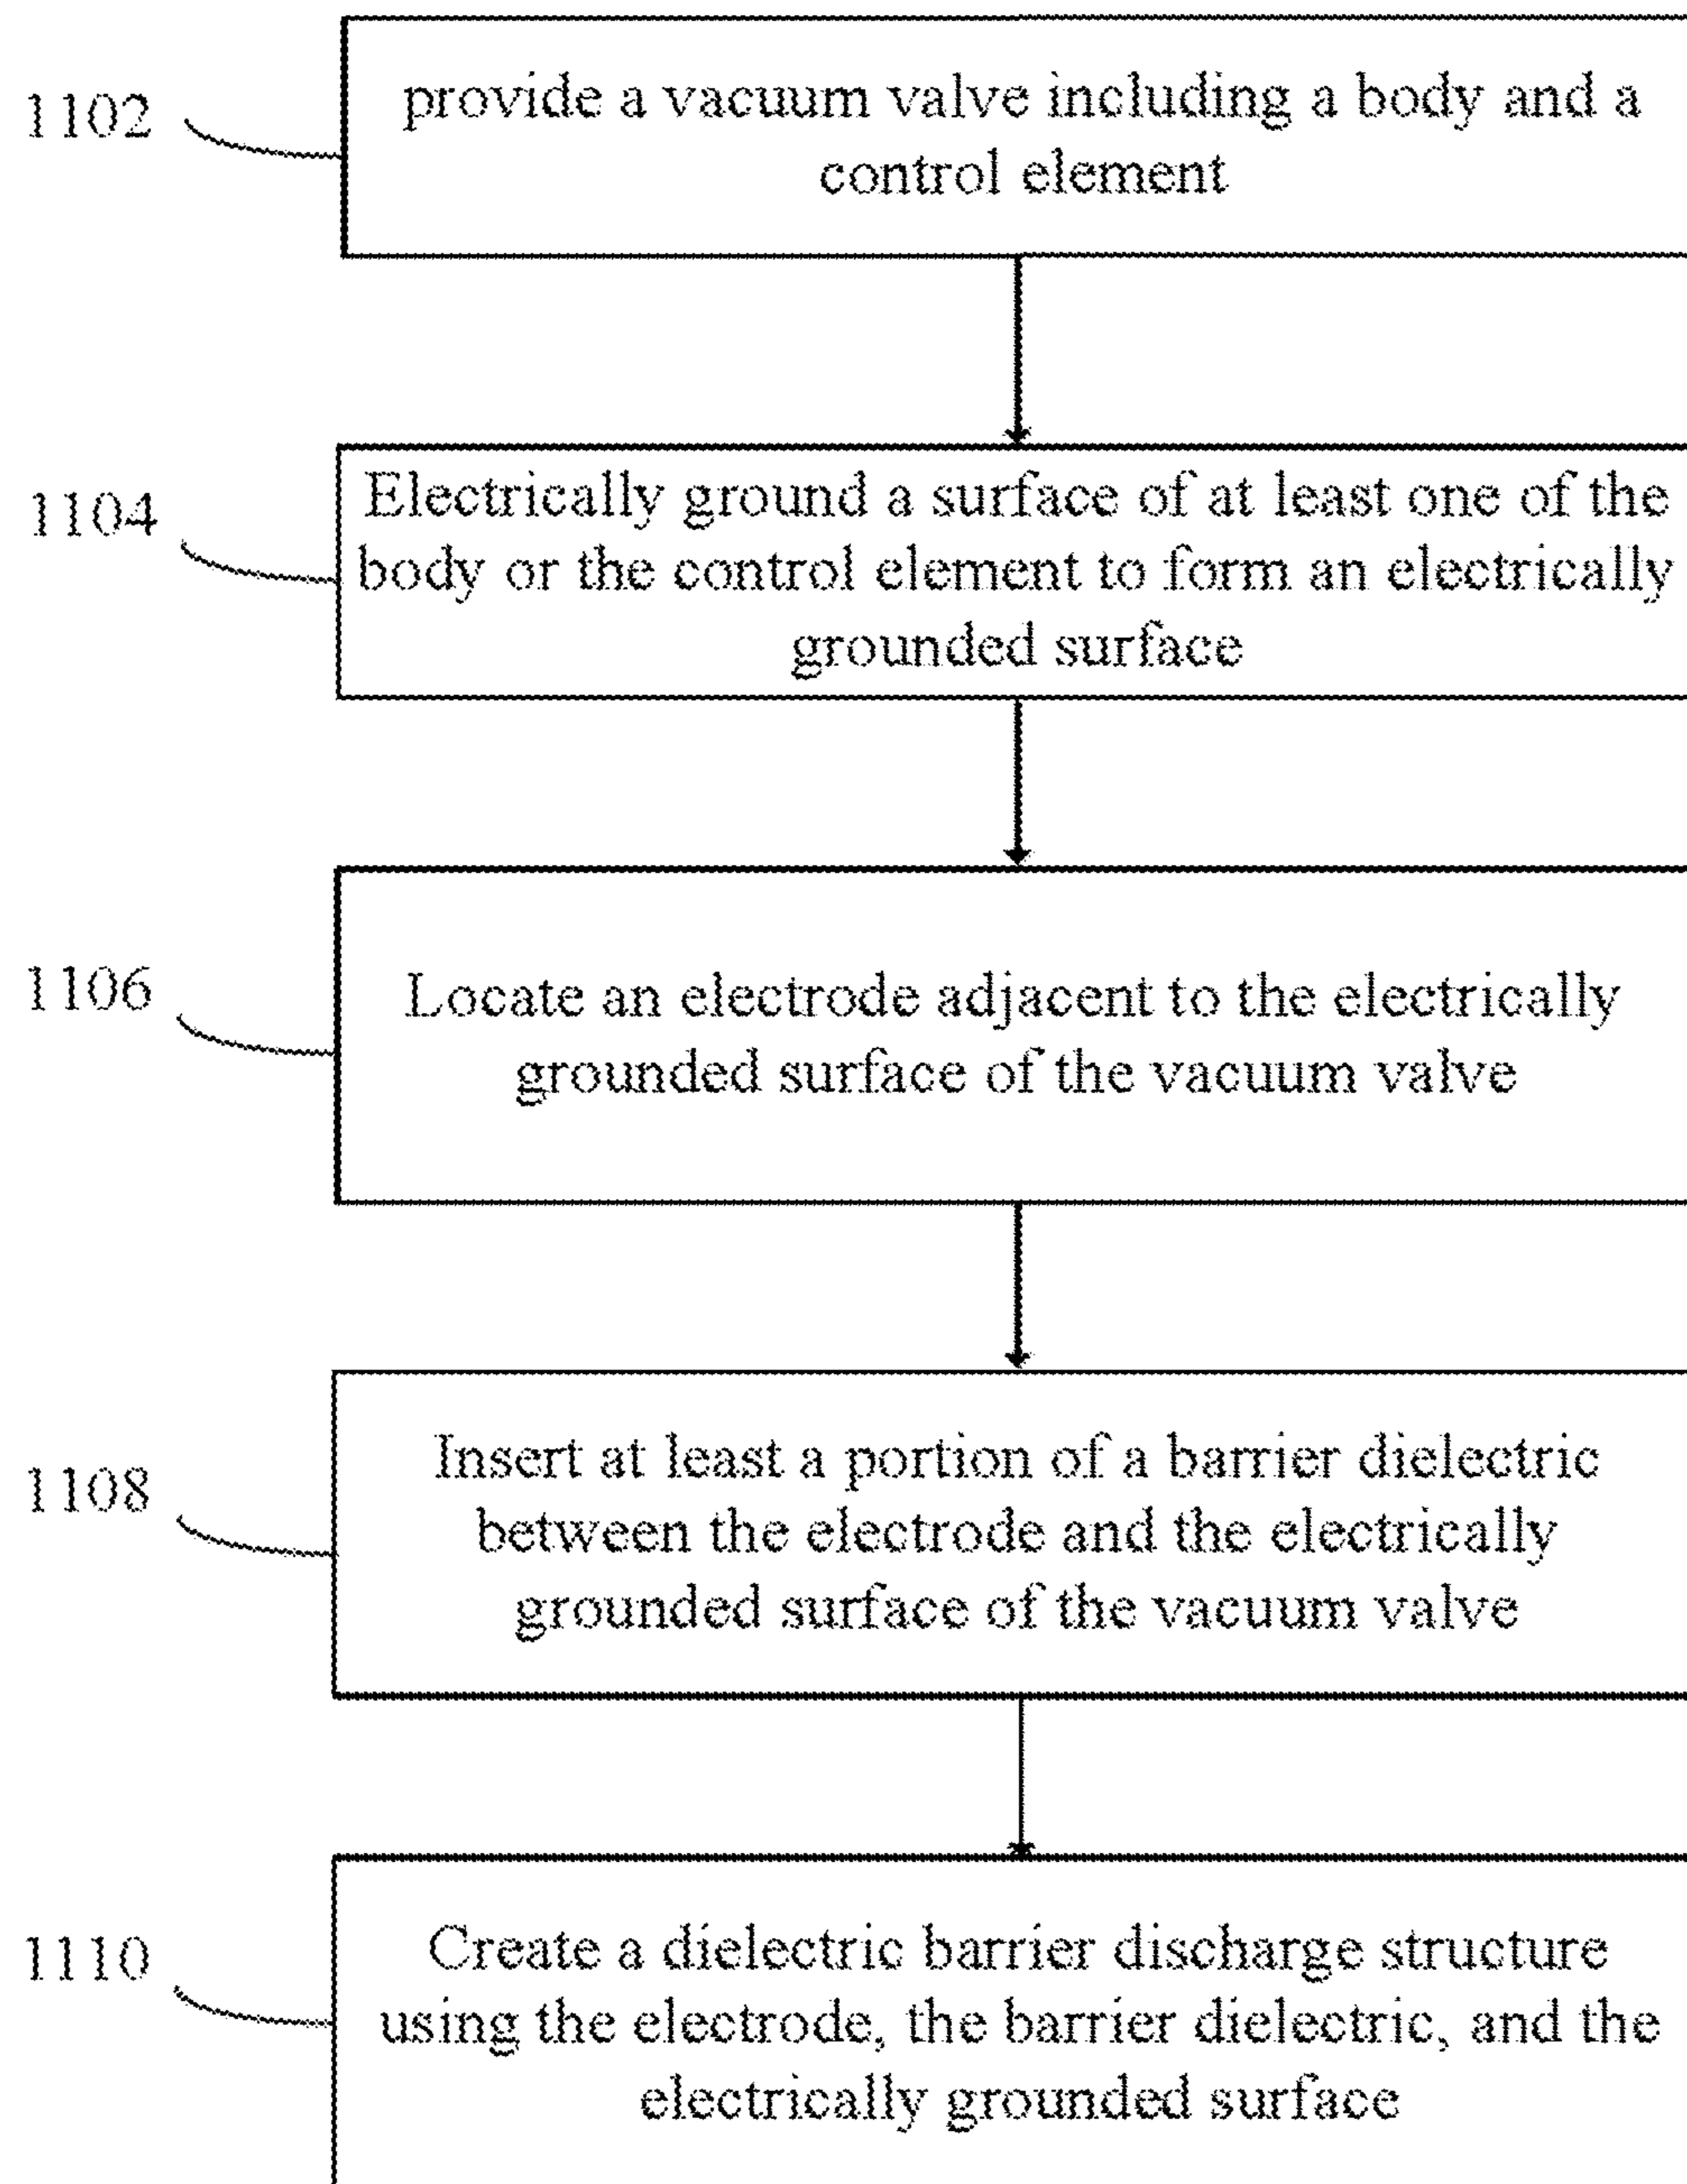 1102
provide a vacuum valve including a body and a
control element
1104
Electrically ground a surface of at least one of the
body or the control element to form an electrically
grounded surface
1106
Locate an electrode adjacent to the electrically
grounded surface of the vacuum valve
1108
Insert at least a portion of a barrier dielectric
between the electrode and the electrically
grounded surface of the vacuum valve
1110
Create a dielectric barrier discharge structure
using the electrode, the barrier dielectric, and the
electrically grounded surface